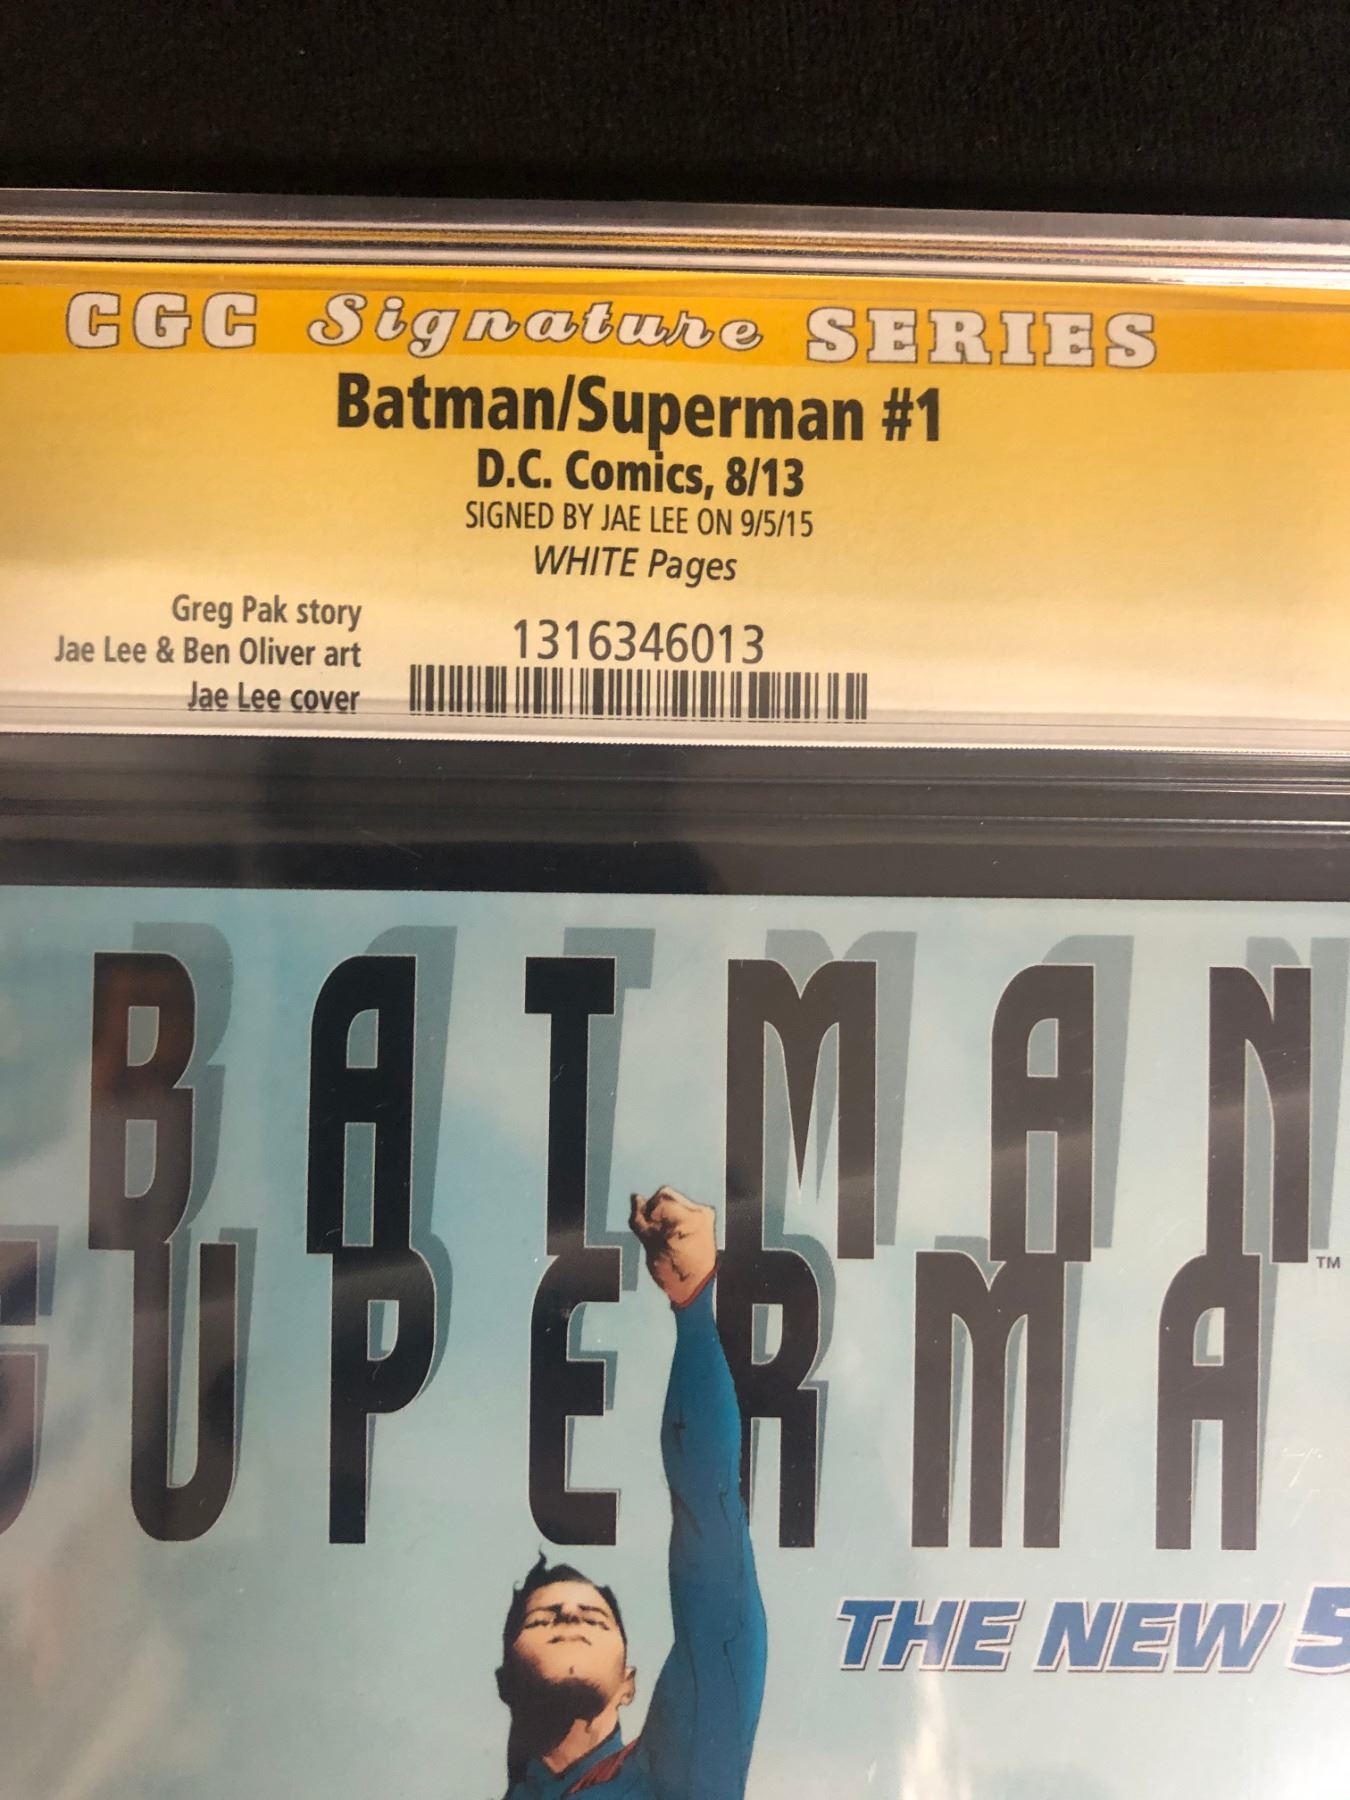 CGC Signature SERIES
Batman/Superman #1
D.C. Comics, 8/13
SIGNED BY JAE LEE ON 9/5/15
WHITE Pages
Greg Pak story
Jae Lee & Ben Oliver art
Jae Lee cover
1316346013
BATMAN
SUPERMA
TM
THE NEW 5